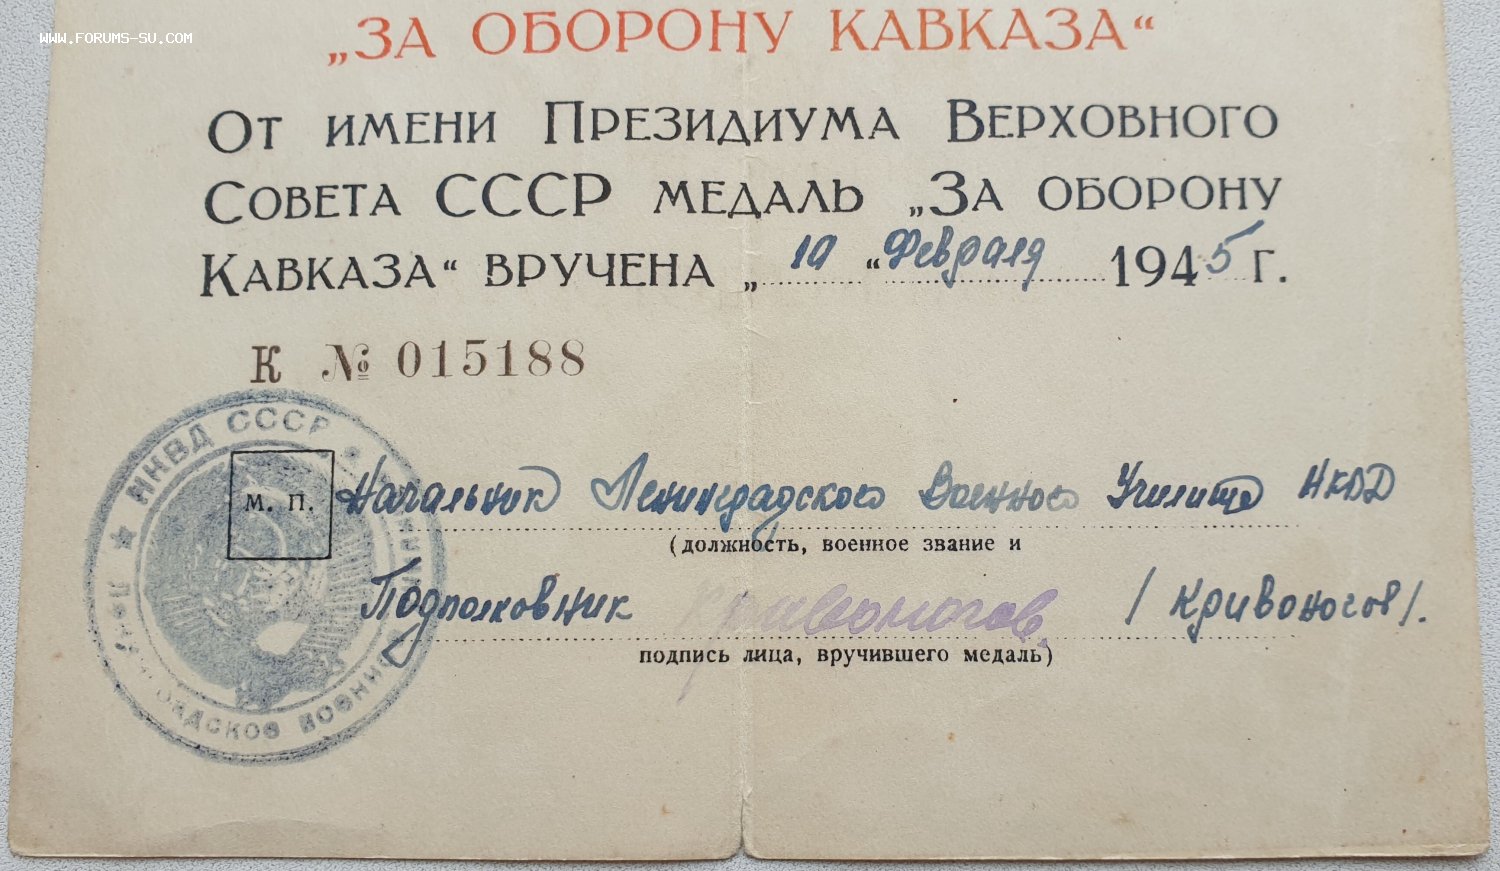 WWW.FORUMS-SU.COM
„ЗА ОБОРОНУ КАВКАЗА“
ОТ ИМЕНИ ПРЕЗИДИУМА ВЕРХОВНОГО
СОВЕТА СССР МЕДАЛЬ „ЗА ОБОРОНУ
КАВКАЗА“ ВРУЧЕНА „10“ Февраля 1945 г.
К № 015188
НКВД СССР
М. П. Начальник Ленинградского Военного Училища НКВД
(должность, военное звание и
Подполковник Кривоногов /Кривоногов/.
подпись лица, вручившего медаль)